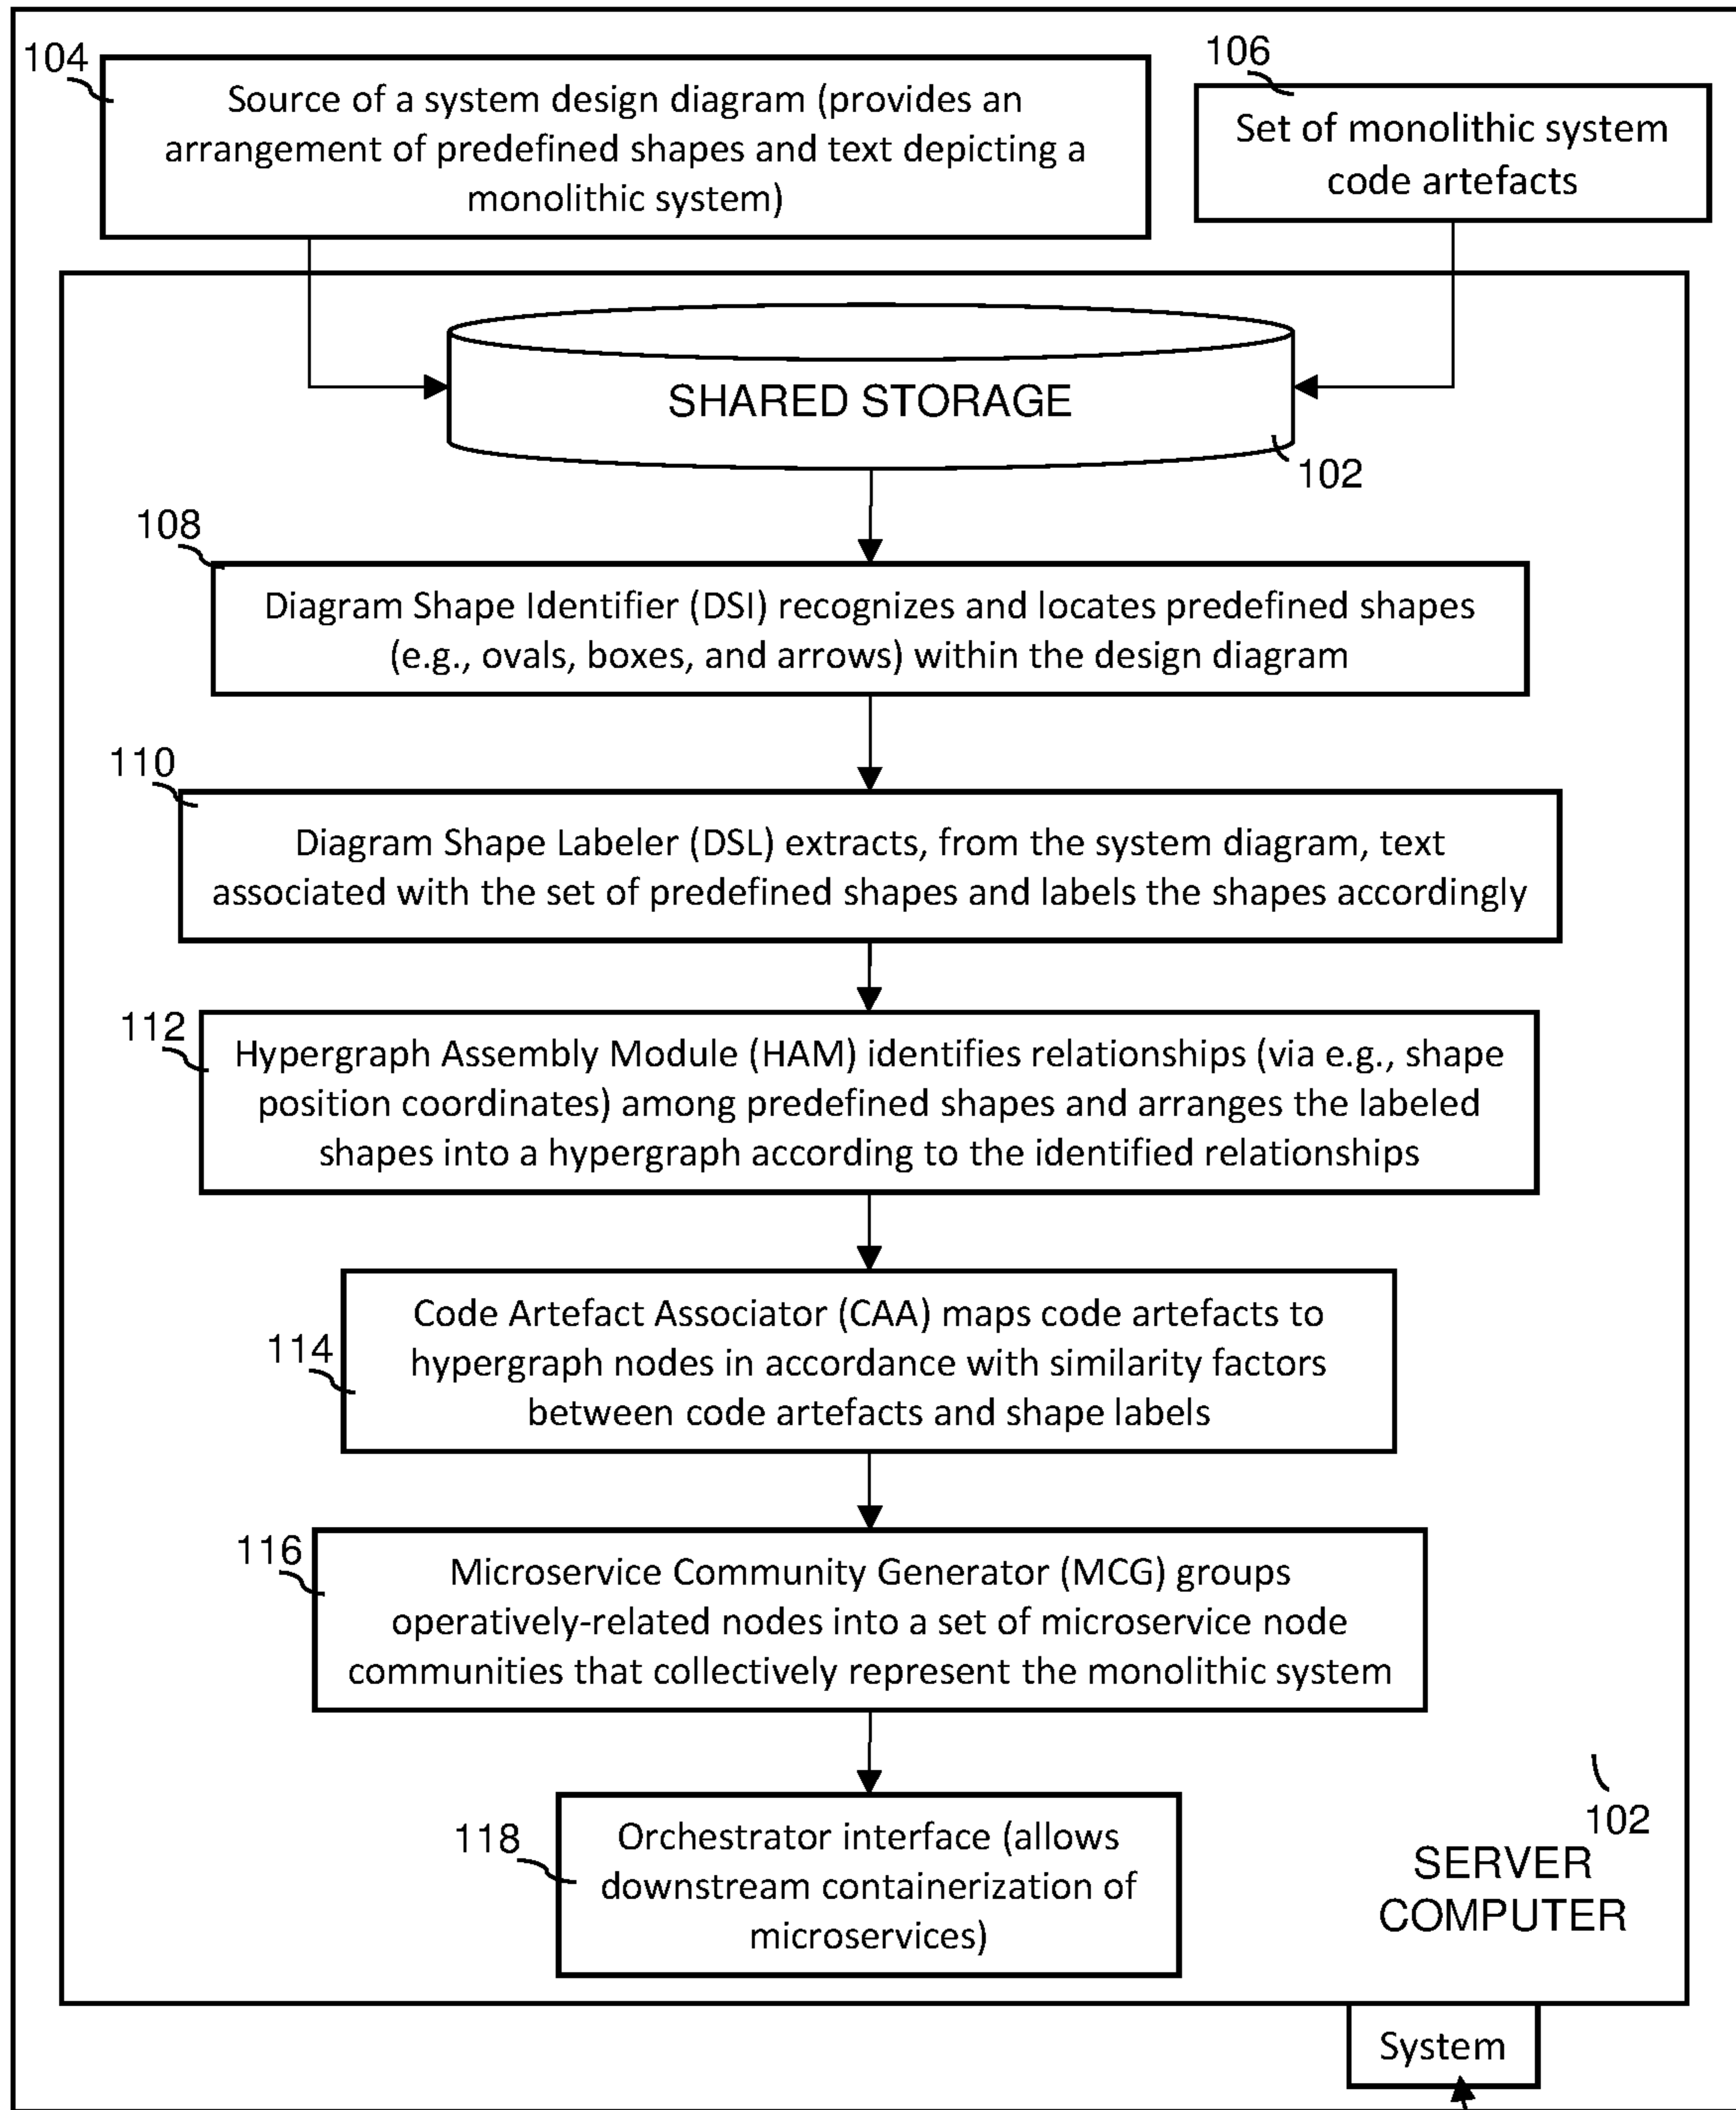 104
Source of a system design diagram (provides an
arrangement of predefined shapes and text depicting a
monolithic system)
106
Set of monolithic system
code artefacts
SHARED STORAGE
102
108
Diagram Shape Identifier (DSI) recognizes and locates predefined shapes
(e.g., ovals, boxes, and arrows) within the design diagram
110
Diagram Shape Labeler (DSL) extracts, from the system diagram, text
associated with the set of predefined shapes and labels the shapes accordingly
112
Hypergraph Assembly Module (HAM) identifies relationships (via e.g., shape
position coordinates) among predefined shapes and arranges the labeled
shapes into a hypergraph according to the identified relationships
114
Code Artefact Associator (CAA) maps code artefacts to
hypergraph nodes in accordance with similarity factors
between code artefacts and shape labels
116
Microservice Community Generator (MCG) groups
operatively-related nodes into a set of microservice node
communities that collectively represent the monolithic system
118
Orchestrator interface (allows
downstream containerization of
microservices)
102
SERVER
COMPUTER
System